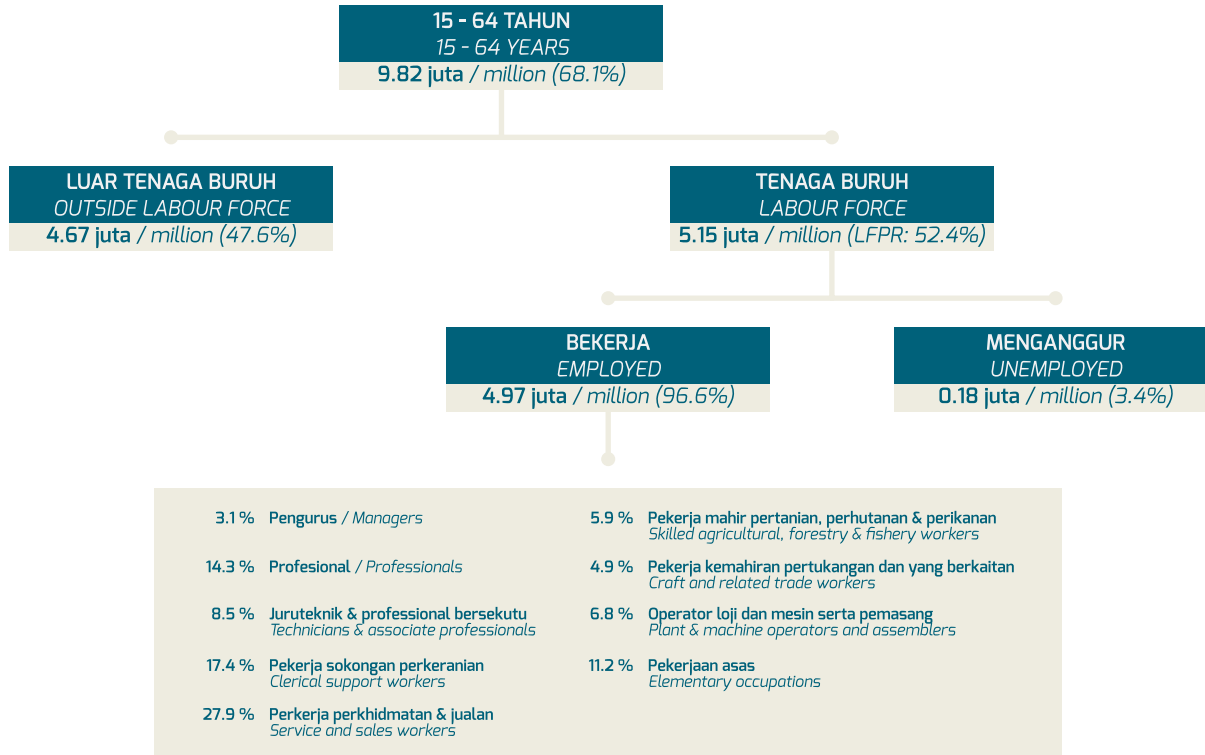 15 - 64 TAHUN
15 - 64 YEARS
9.82 juta / million (68.1%)
LUAR TENAGA BURUH
OUTSIDE LABOUR FORCE
4.67 juta / million (47.6%)
TENAGA BURUH
LABOUR FORCE
5.15 juta / million (LFPR: 52.4%)
BEKERJA
EMPLOYED
4.97 juta / million (96.6%)
MENGANGGUR
UNEMPLOYED
0.18 juta / million (3.4%)
3.1 % Pengurus / Managers
14.3 % Profesional / Professionals
8.5 % Juruteknik & professional bersekutu
Technicians & associate professionals
17.4 % Pekerja sokongan perkeranian
Clerical support workers
27.9 % Perkerja perkhidmatan & jualan
Service and sales workers
5.9 % Pekerja mahir pertanian, perhutanan & perikanan
Skilled agricultural, forestry & fishery workers
4.9 % Pekerja kemahiran pertukangan dan yang berkaitan
Craft and related trade workers
6.8 % Operator loji dan mesin serta pemasang
Plant & machine operators and assemblers
11.2 % Pekerjaan asas
Elementary occupations